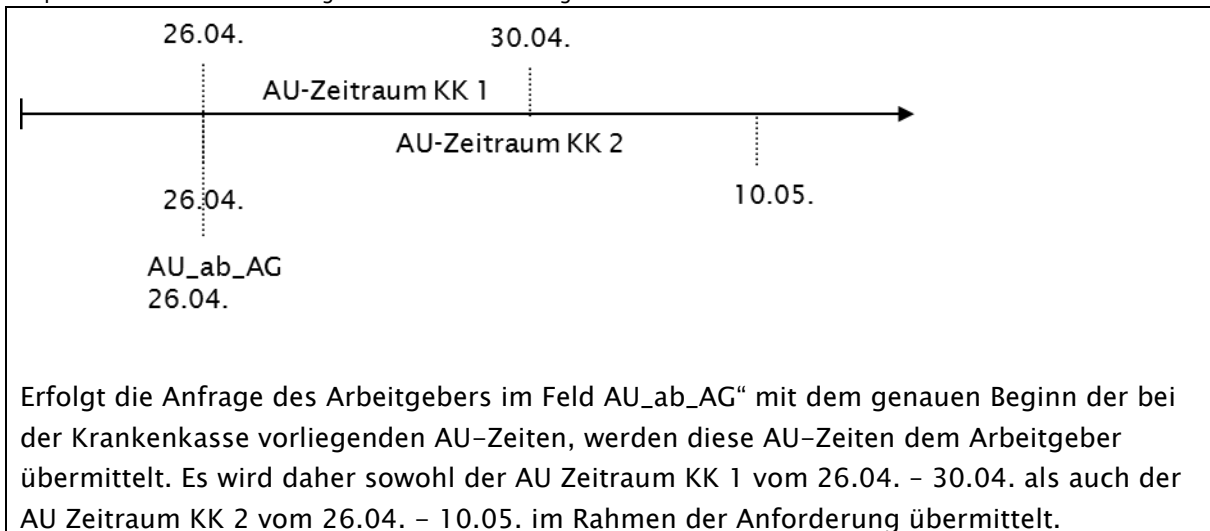 26.04. 30.04.
AU-Zeitraum KK 1
AU-Zeitraum KK 2
26.04. 10.05.
AU_ab_AG
26.04.
Erfolgt die Anfrage des Arbeitgebers im Feld AU_ab_AG“ mit dem genauen Beginn der bei
der Krankenkasse vorliegenden AU-Zeiten, werden diese AU-Zeiten dem Arbeitgeber
übermittelt. Es wird daher sowohl der AU Zeitraum KK 1 vom 26.04. – 30.04. als auch der
AU Zeitraum KK 2 vom 26.04. – 10.05. im Rahmen der Anforderung übermittelt.